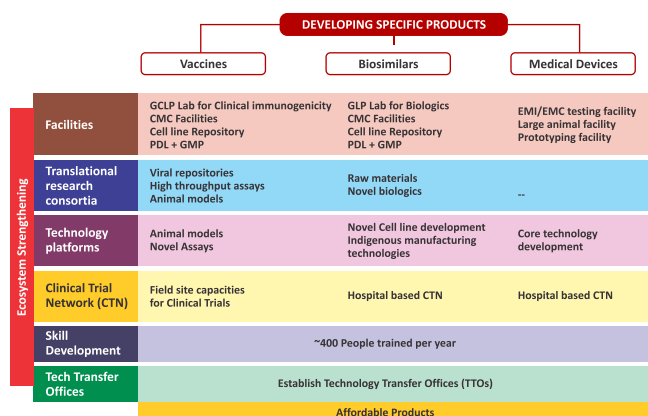 DEVELOPING SPECIFIC PRODUCTS
Vaccines
Biosimilars
Medical Devices
Ecosystem Strengthening
Facilities
GCLP Lab for Clinical immunogenicity
CMC Facilities
Cell line Repository
PDL + GMP
GLP Lab for Biologics
CMC Facilities
Cell line Repository
PDL + GMP
EMI/EMC testing facility
Large animal facility
Prototyping facility
Translational
research
consortia
Viral repositories
High throughput assays
Animal models
Raw materials
Novel biologics
--
Technology
platforms
Animal models
Novel Assays
Novel Cell line development
Indigenous manufacturing
technologies
Core technology
development
Clinical Trial
Network (CTN)
Field site capacities
for Clinical Trials
Hospital based CTN
Hospital based CTN
Skill
Development
~400 People trained per year
Tech Transfer
Offices
Establish Technology Transfer Offices (TTOs)
Affordable Products